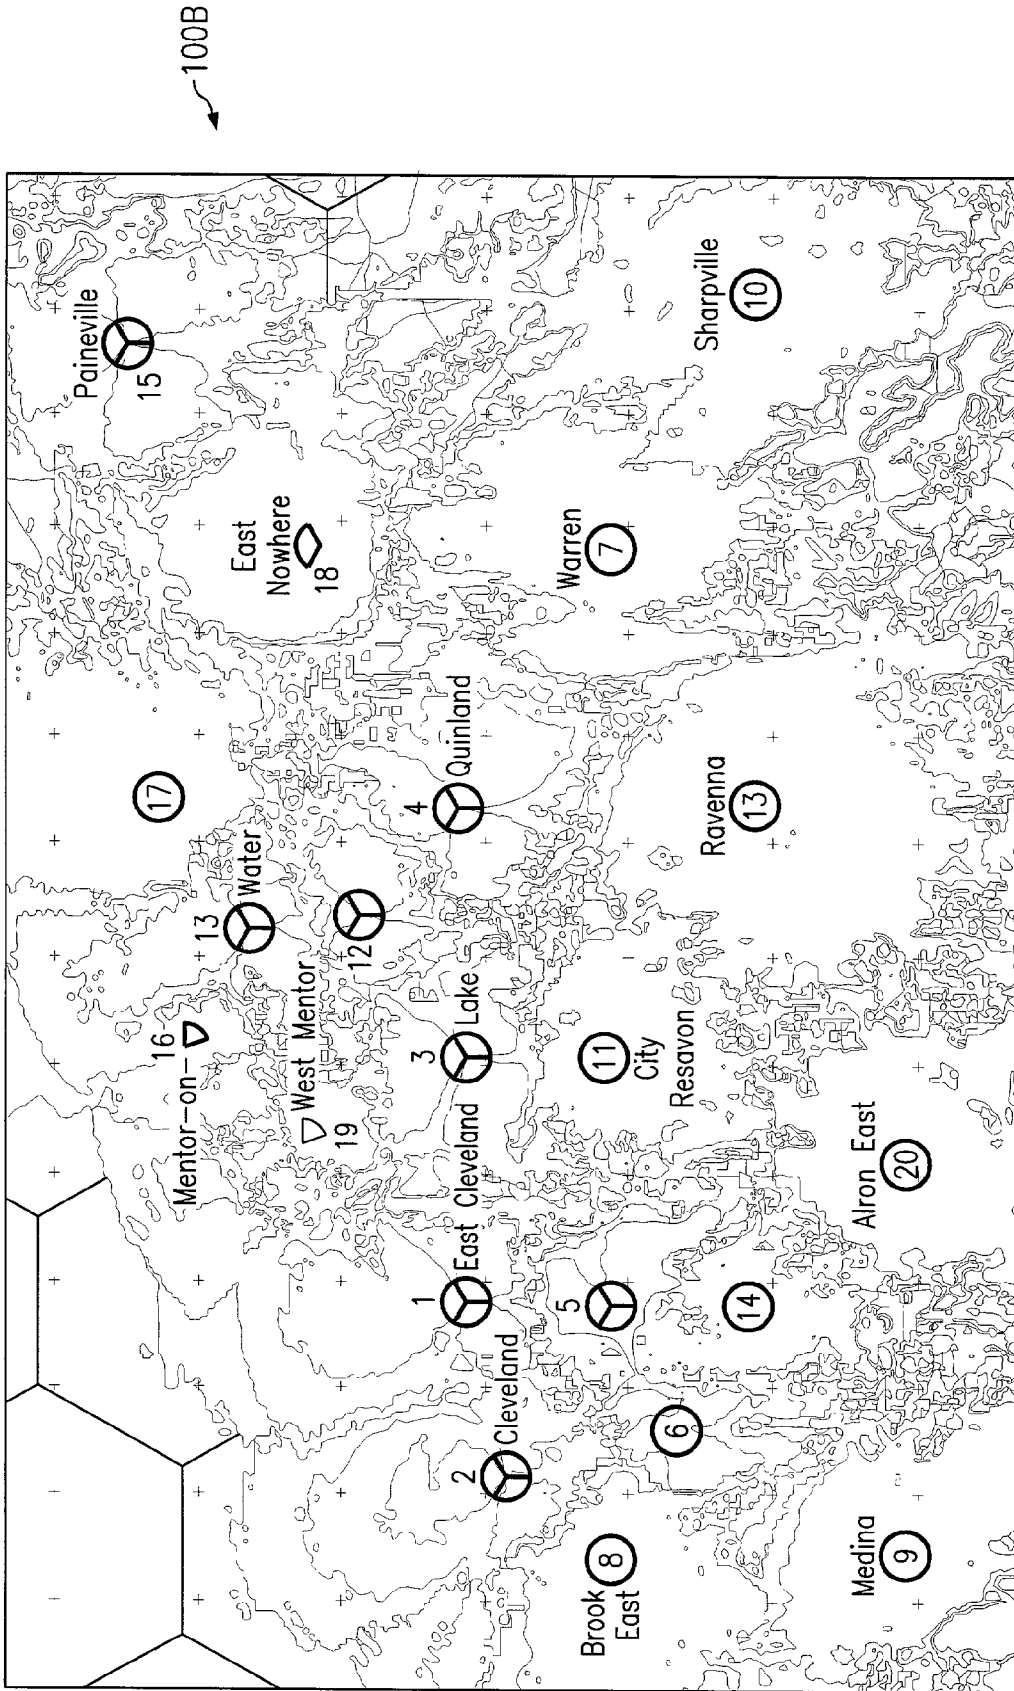 100B
Paineville
15
East
Nowhere
18
17
13
Water
12
Mentor-on-
16
West Mentor
19
4
Quinland
3
Lake
1
East Cleveland
2
Cleveland
5
6
14
Warren
7
Sharpville
10
Ravenna
13
11
City
Resavon
Alron East
20
Brook
East
8
Medina
9